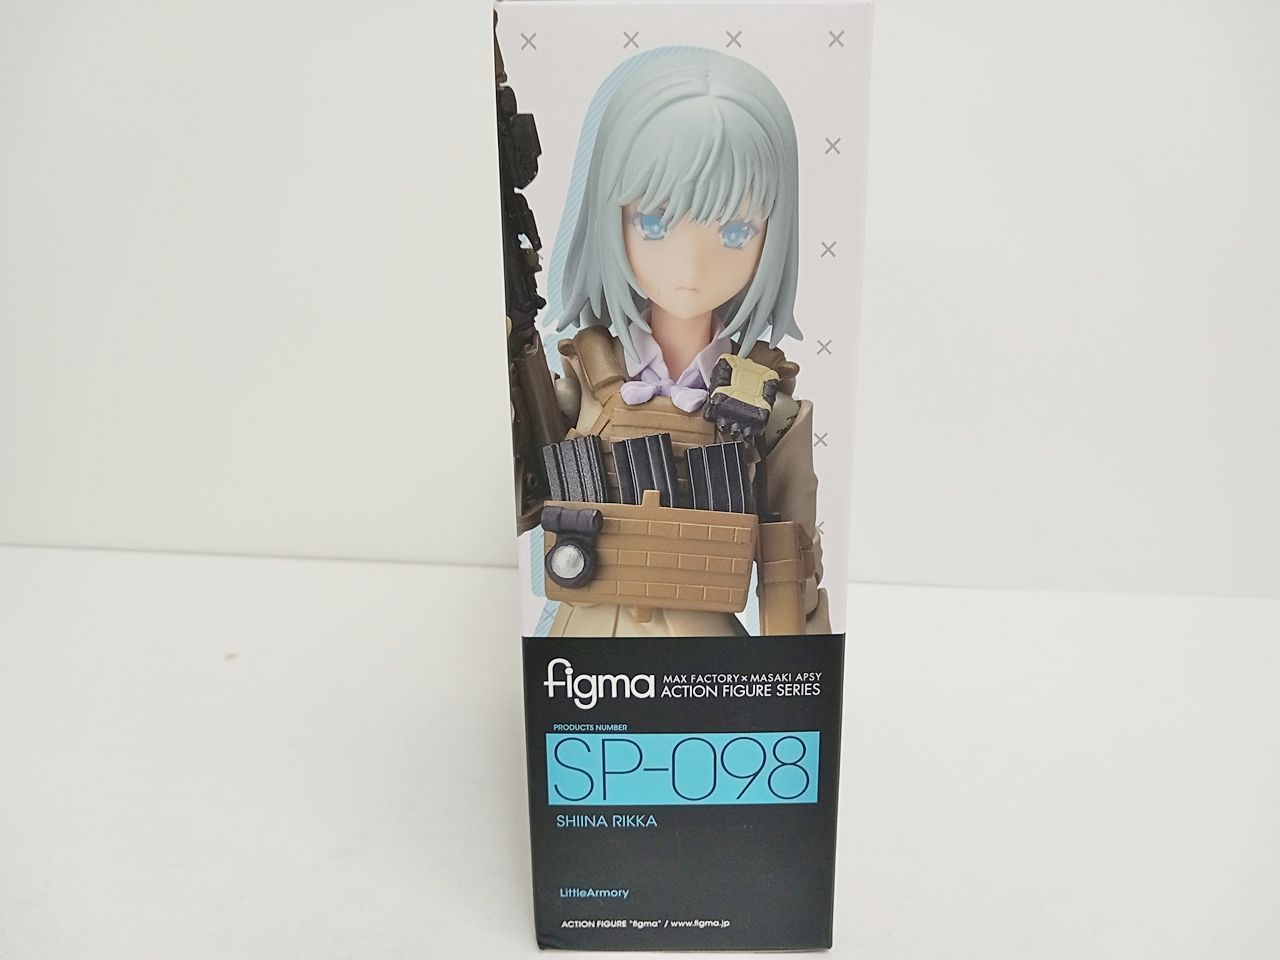 figma
MAX FACTORY×MASAKI APSY
ACTION FIGURE SERIES
PRODUCTS NUMBER
SP-098
SHIINA RIKKA
LittleArmory
ACTION FIGURE "figma" / www.figma.jp